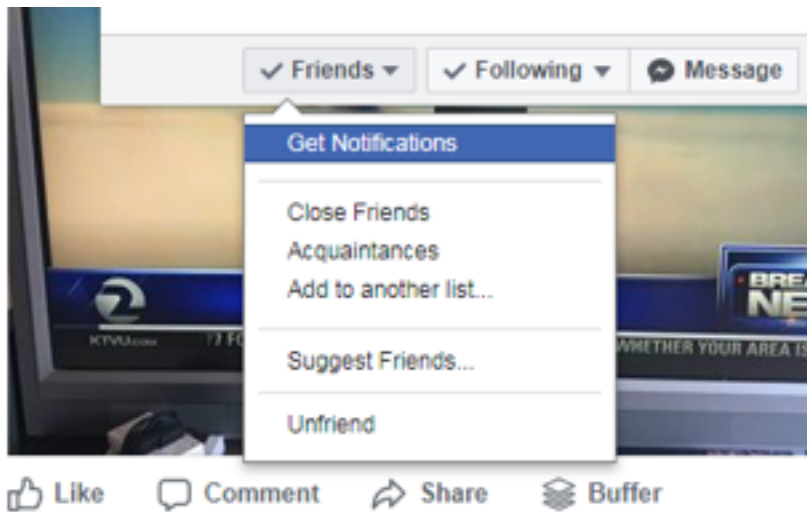 Friends
Following
Message
Get Notifications
Close Friends
Acquaintances
Add to another list...
Suggest Friends...
Unfriend
2
KTVU.com
WHETHER YOUR AREA IS
Like
Comment
Share
Buffer